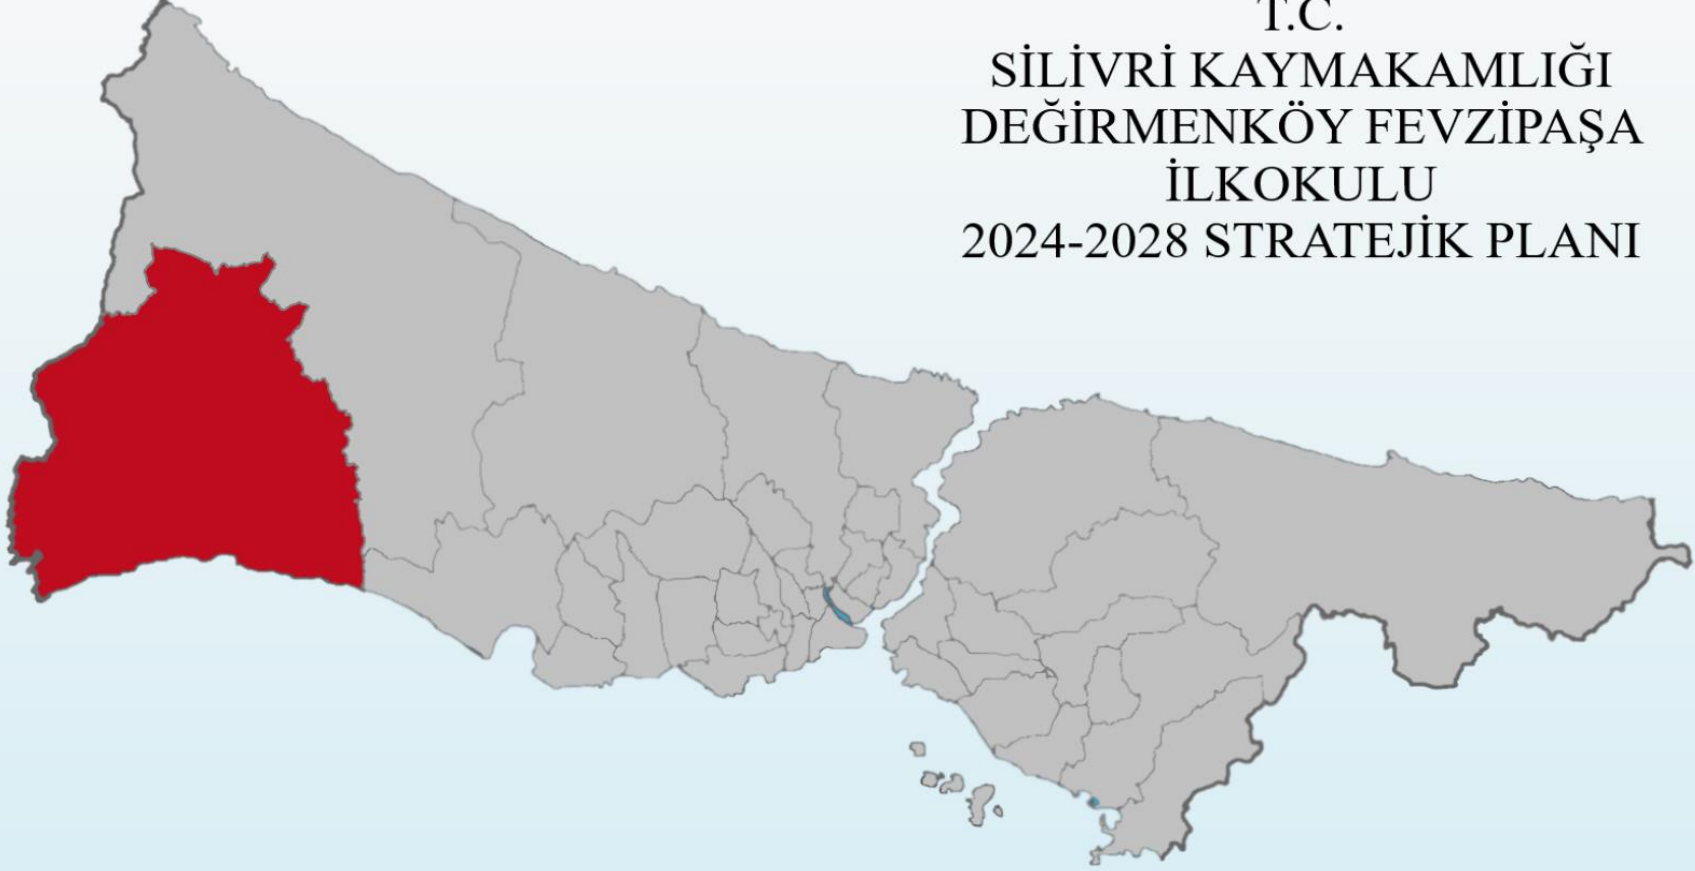 T.C.
SİLİVRİ KAYMAKAMLIĞI
DEĞİRMENKÖY FEVZİPAŞA
İLKOKULU
2024-2028 STRATEJİK PLANI